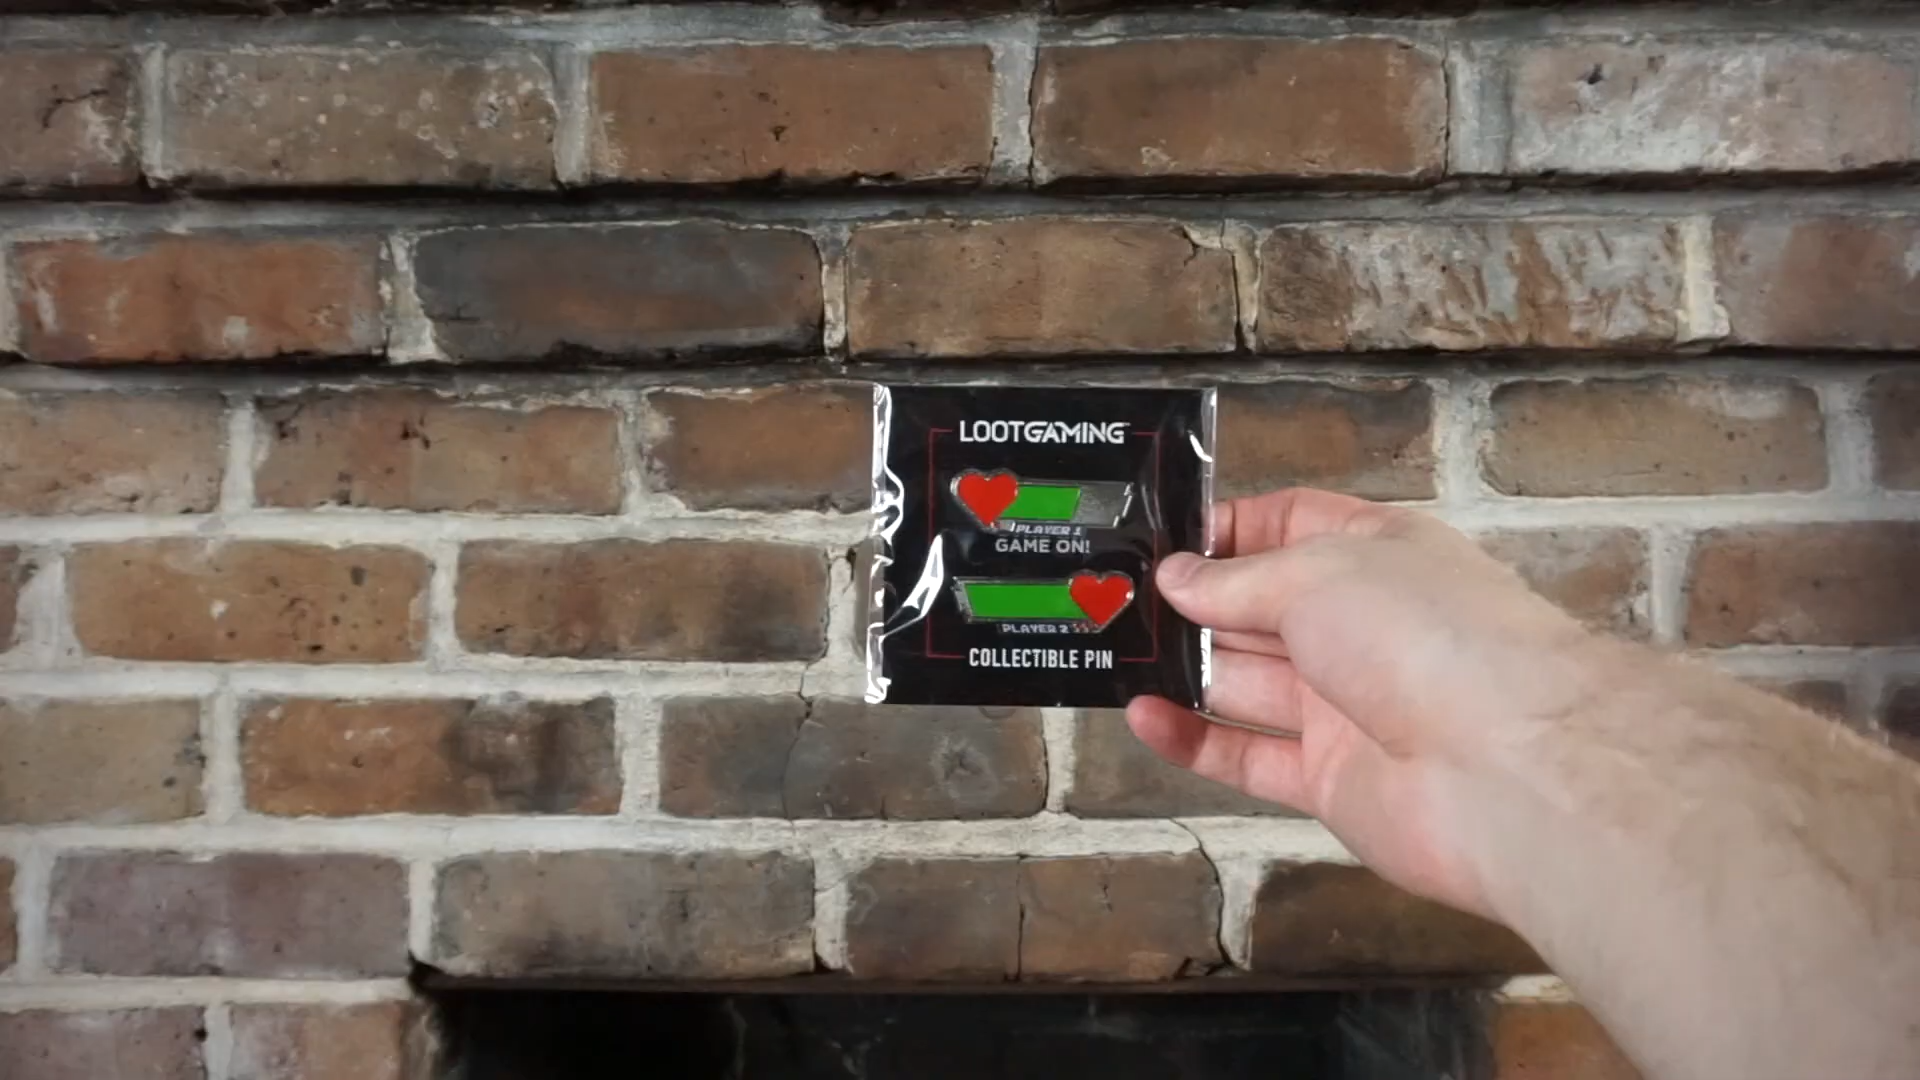 LOOTGAMING
PLAYER 1
GAME ON!
PLAYER 2
COLLECTIBLE PIN